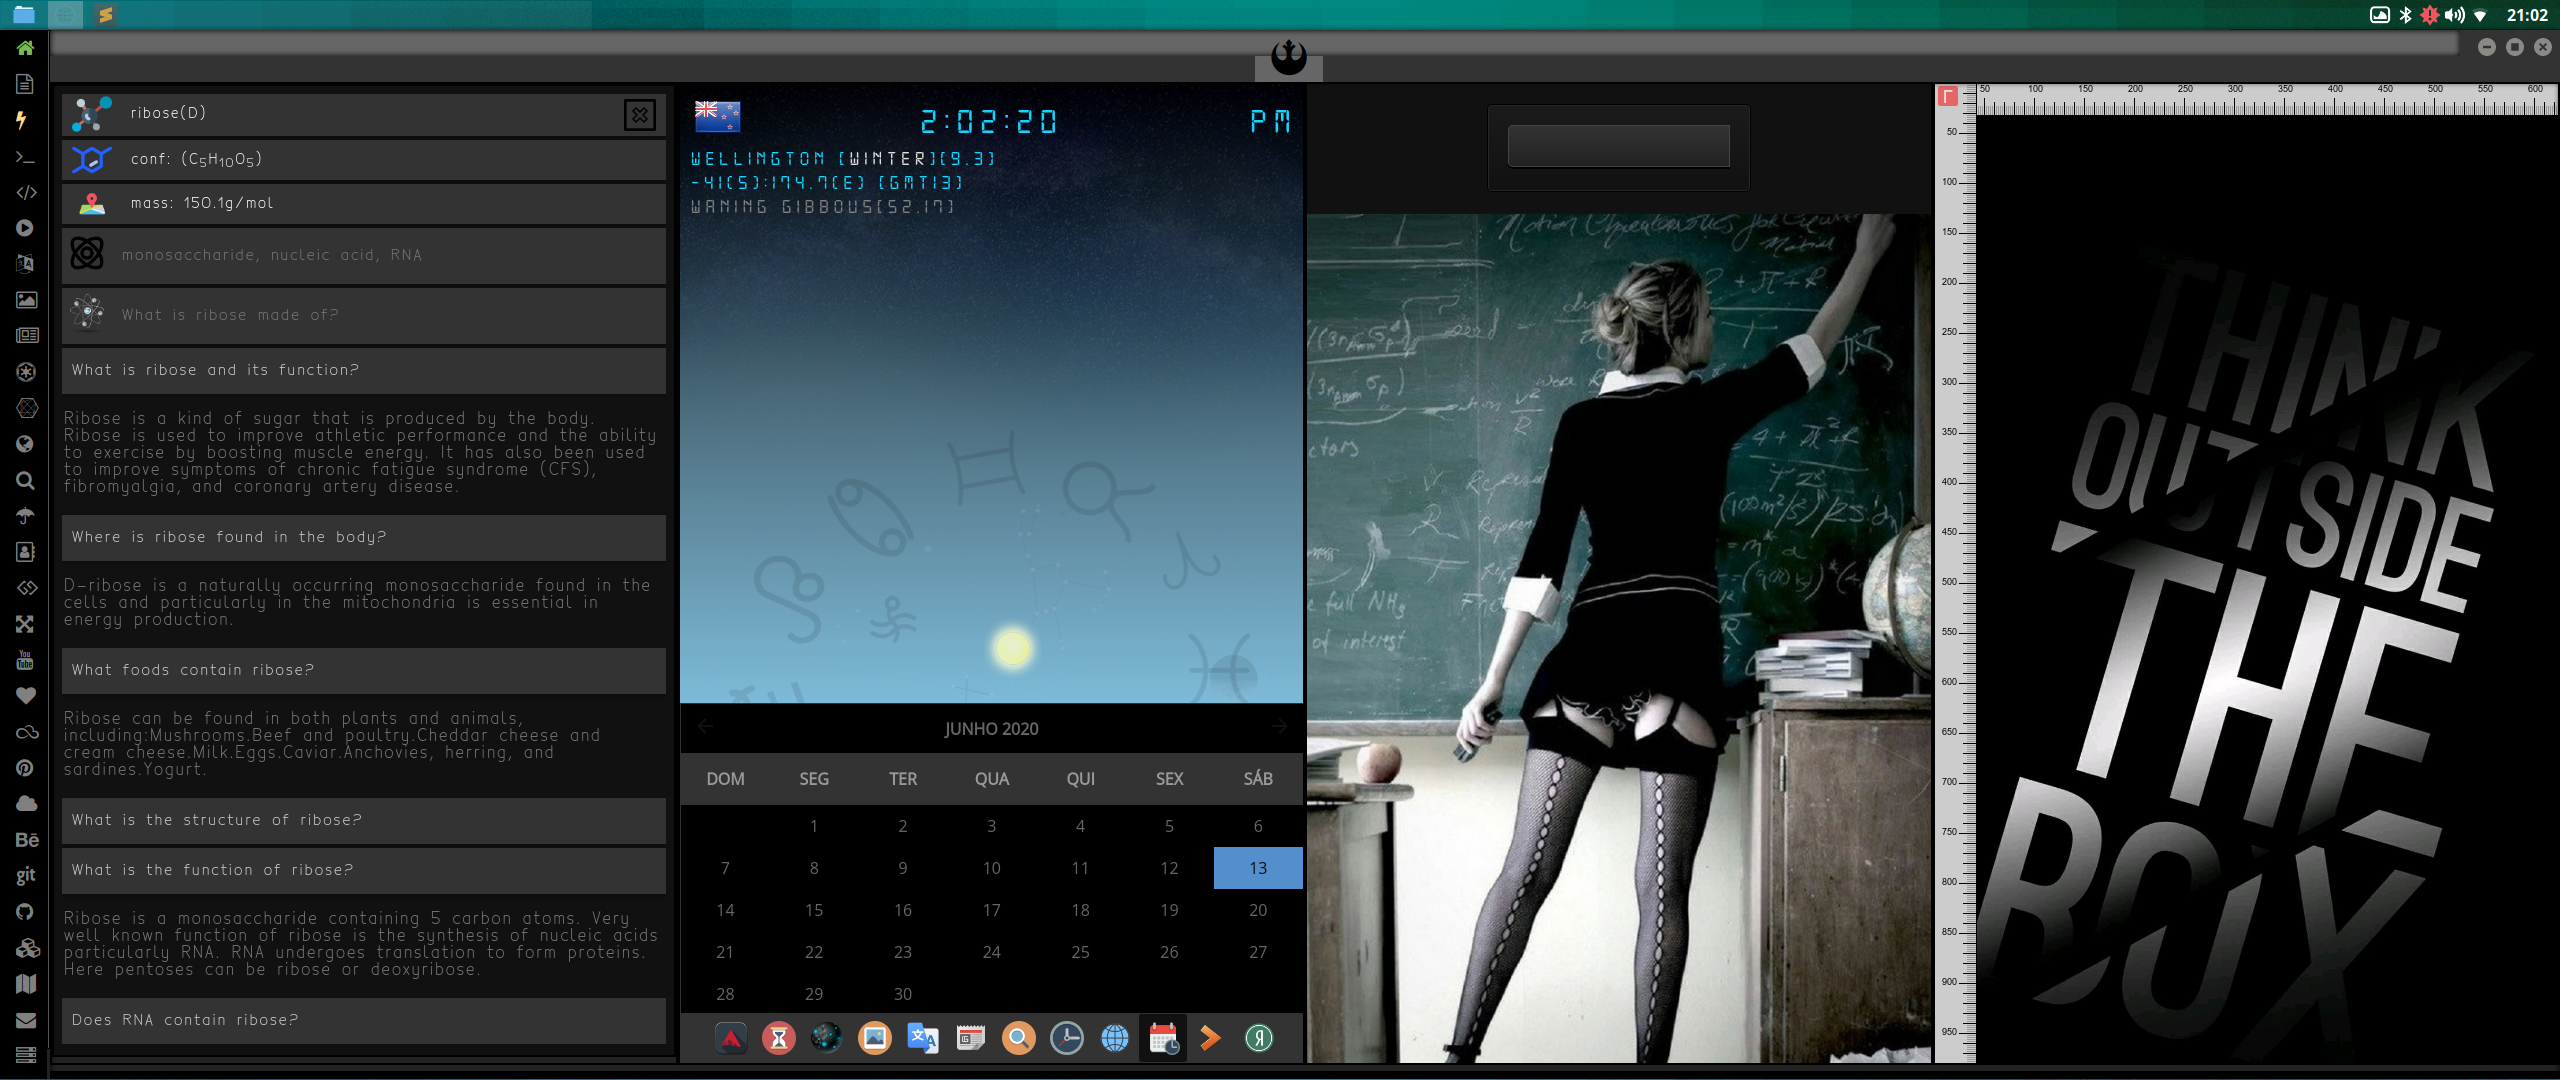 21:02
ribose(D)
conf: (C5H10O5)
mass: 150.1g/mol
monosaccharide, nucleic acid, RNA
What is ribose made of?
What is ribose and its function?
Ribose is a kind of sugar that is produced by the body.
Ribose is used to improve athletic performance and the ability
to exercise by boosting muscle energy. It has also been used
to improve symptoms of chronic fatigue syndrome (CFS),
fibromyalgia, and coronary artery disease.
Where is ribose found in the body?
D-ribose is a naturally occurring monosaccharide found in the
cells and particularly in the mitochondria is essential in
energy production.
What foods contain ribose?
Ribose can be found in both plants and animals,
including:Mushrooms.Beef and poultry.Cheddar cheese and
cream cheese.Milk.Eggs.Caviar.Anchovies, herring, and
sardines.Yogurt.
What is the structure of ribose?
What is the function of ribose?
Ribose is a monosaccharide containing 5 carbon atoms. Very
well known function of ribose is the synthesis of nucleic acids
particularly RNA. RNA undergoes translation to form proteins.
Here pentoses can be ribose or deoxyribose.
Does RNA contain ribose?
You
Tube
Bē
git
2:02:20 PM
WELLINGTON [WINTER][9.3]
-41(S):174.7(E) [GMT13]
WANING GIBBOUS[52.17]
JUNHO 2020
DOM SEG TER QUA QUI SEX SÁB
1 2 3 4 5 6
7 8 9 10 11 12 13
14 15 16 17 18 19 20
21 22 23 24 25 26 27
28 29 30
of interest
50 100 150 200 250 300 350 400 450 500 550 600
50
100
150
200
250
300
350
400
450
500
550
600
650
700
750
800
850
900
950
THINK
OUTSIDE
THE
BOX